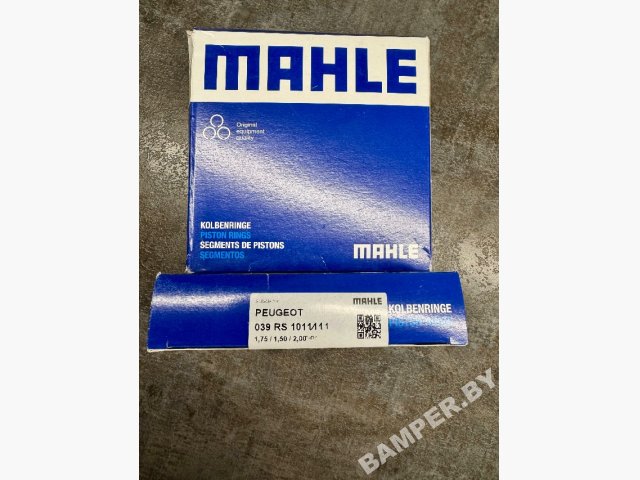 MAHLE
Original
equipment
quality
KOLBENRINGE
PISTON RINGS
SEGMENTS DE PISTONS
SEGMENTOS
MAHLE
MAHLE
KOLBENRINGE
PEUGEOT
039 RS 10111
1,75 / 1,50 / 2,00
BAMPER.BY